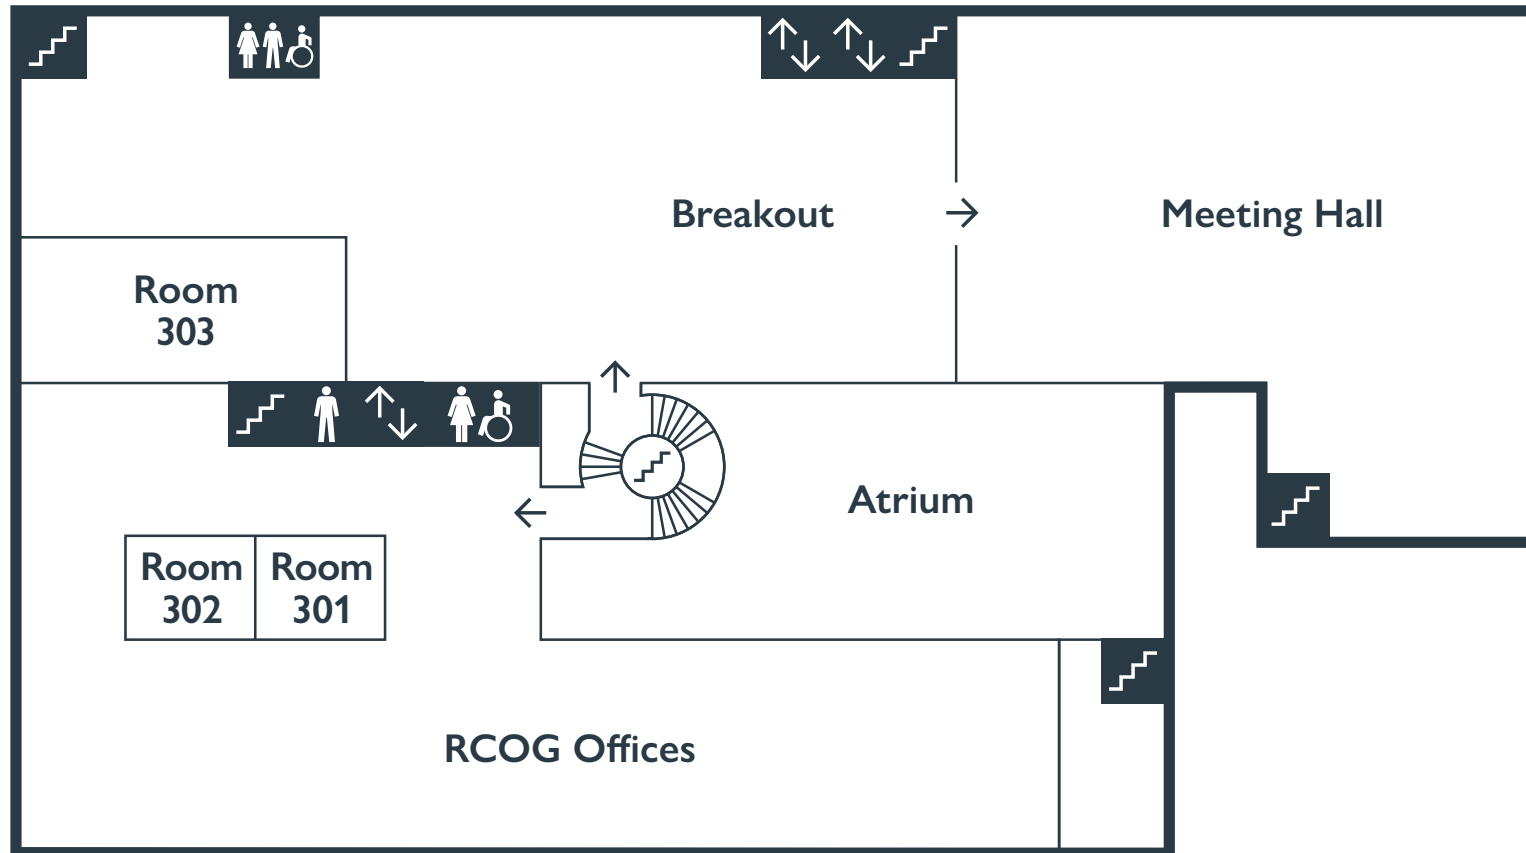 Breakout
Meeting Hall
Room
303
Atrium
Room
302
Room
301
RCOG Offices